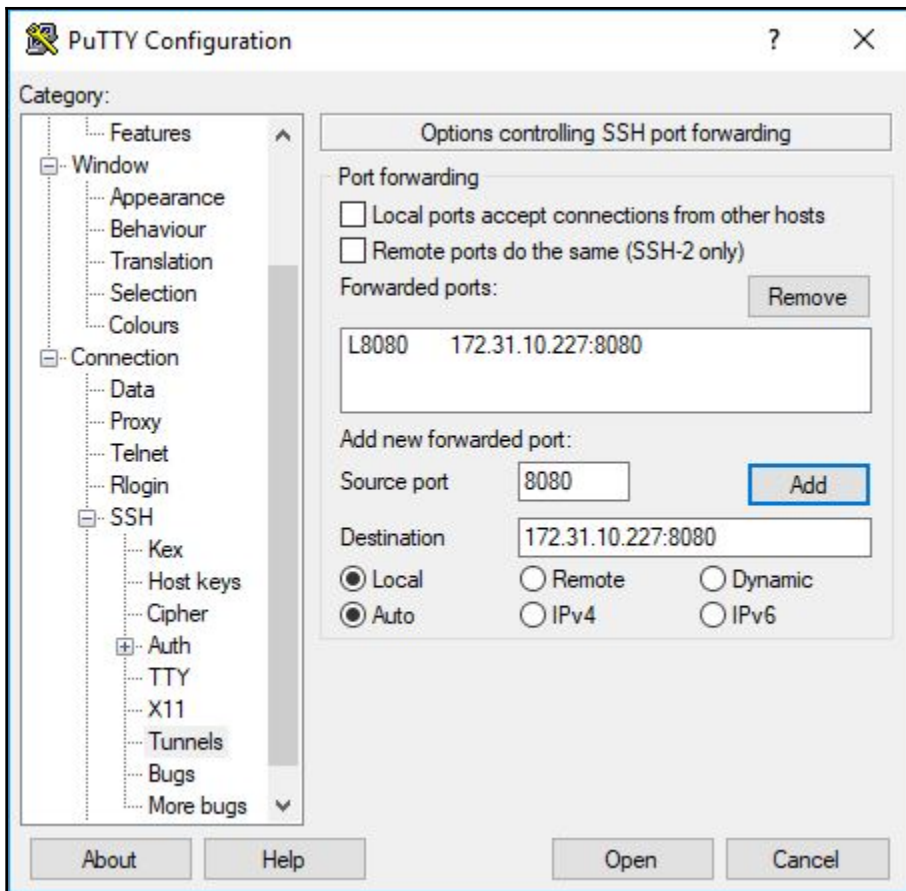 PuTTY Configuration
?
Category:
Features
Window
Appearance
Behaviour
Translation
Selection
Colours
Connection
Data
Proxy
Telnet
Rlogin
SSH
Kex
Host keys
Cipher
Auth
TTY
X11
Tunnels
Bugs
More bugs
Options controlling SSH port forwarding
Port forwarding
Local ports accept connections from other hosts
Remote ports do the same (SSH-2 only)
Forwarded ports:
Remove
L8080 172.31.10.227:8080
Add new forwarded port:
Source port 8080 Add
Destination 172.31.10.227:8080
Local Remote Dynamic
Auto IPv4 IPv6
About Help Open Cancel